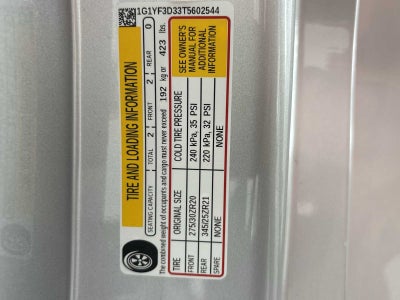 1G1YF3D33T5602544
TIRE AND LOADING INFORMATION
SEATING CAPACITY TOTAL 2 FRONT 2 REAR 0
The combined weight of occupants and cargo must never exceed 192 kg or 423 lbs.
TIRE ORIGINAL SIZE COLD TIRE PRESSURE
FRONT 275/30ZR20 240 kPa, 35 PSI
REAR 345/25ZR21 220 kPa, 32 PSI
SPARE NONE NONE
SEE OWNER'S
MANUAL FOR
ADDITIONAL
INFORMATION